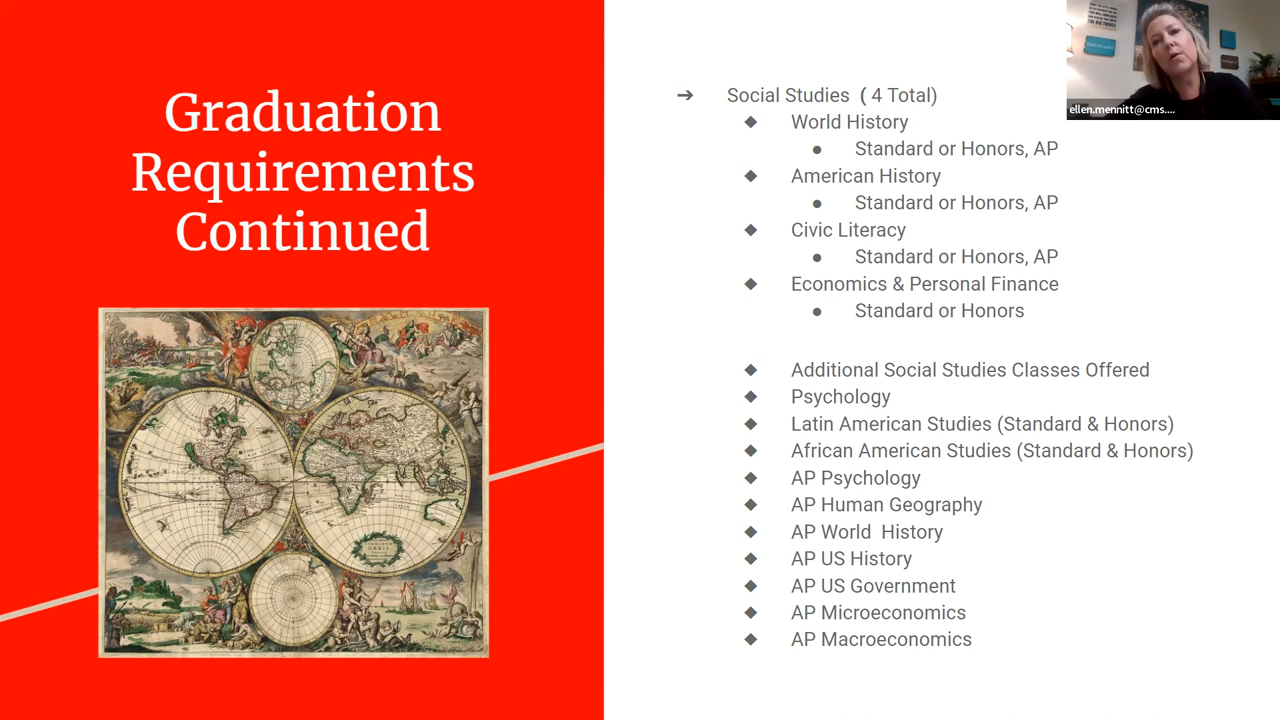 Graduation
Requirements
Continued
➔ Social Studies ( 4 Total)
◆ World History
● Standard or Honors, AP
◆ American History
● Standard or Honors, AP
◆ Civic Literacy
● Standard or Honors, AP
◆ Economics & Personal Finance
● Standard or Honors
◆ Additional Social Studies Classes Offered
◆ Psychology
◆ Latin American Studies (Standard & Honors)
◆ African American Studies (Standard & Honors)
◆ AP Psychology
◆ AP Human Geography
◆ AP World  History
◆ AP US History
◆ AP US Government
◆ AP Microeconomics
◆ AP Macroeconomics
ellen.mennitt@cms....